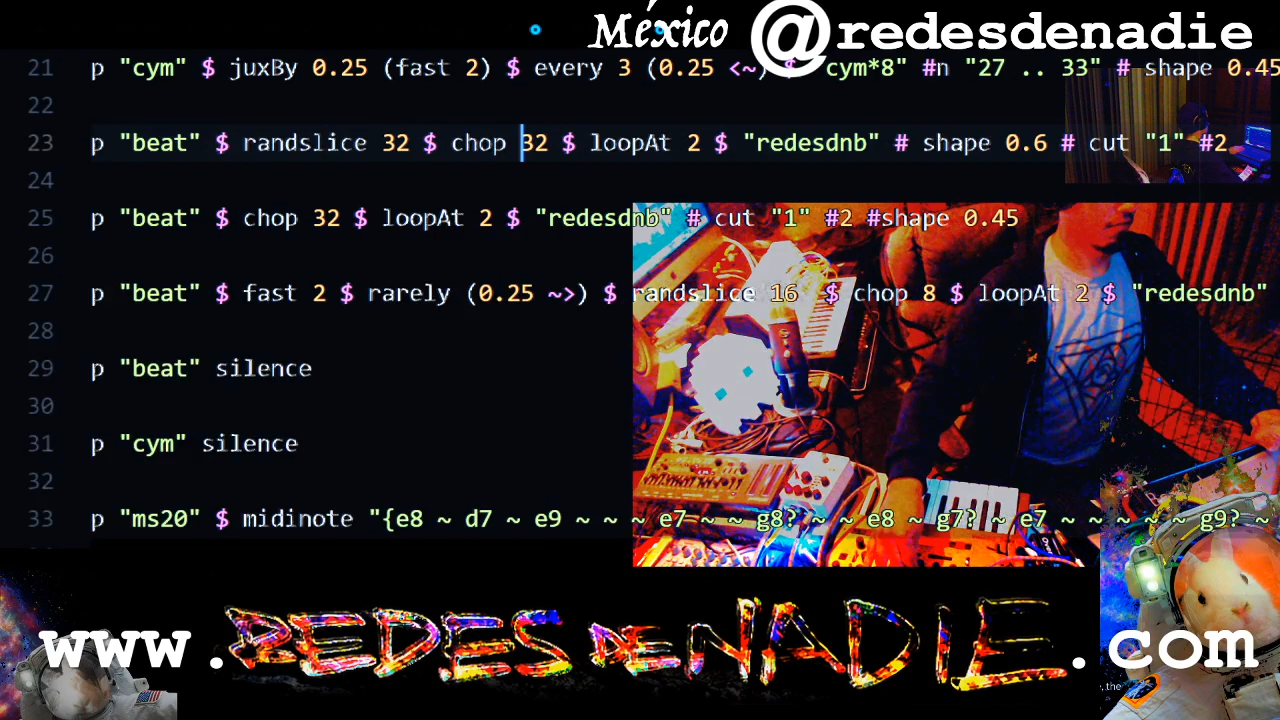 México @redesdenadie
21 p "cym" $ juxBy 0.25 (fast 2) $ every 3 (0.25 <~) $ "cym*8" #n "27 .. 33" # shape 0.45
22
23 p "beat" $ randslice 32 $ chop 32 $ loopAt 2 $ "redesdnb" # shape 0.6 # cut "1" #2
24
25 p "beat" $ chop 32 $ loopAt 2 $ "redesdnb" # cut "1" #2 #shape 0.45
26
27 p "beat" $ fast 2 $ rarely (0.25 ~>) $ randslice 16 $ chop 8 $ loopAt 2 $ "redesdnb"
28
29 p "beat" silence
30
31 p "cym" silence
32
33 p "ms20" $ midinote "{e8 ~ d7 ~ e9 ~ ~ ~ e7 ~ ~ g8? ~ ~ e8 ~ g7? ~ e7 ~ ~ ~ ~ ~ g9? ~
www.REDES DE NADIE.com